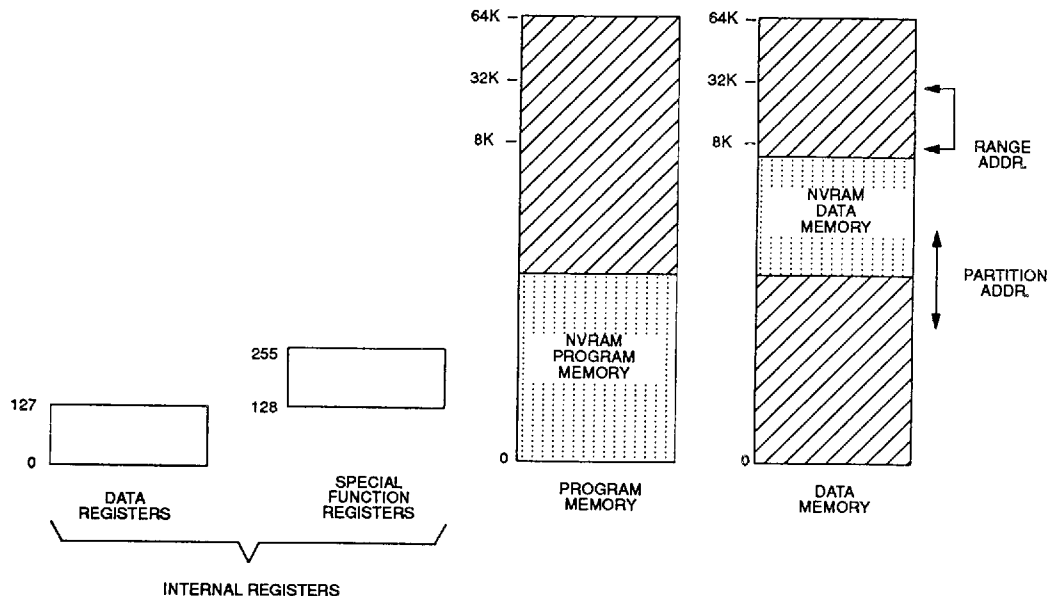 64K
32K
8K
0
NVRAM
PROGRAM
MEMORY
PROGRAM
MEMORY
64K
32K
8K
0
NVRAM
DATA
MEMORY
DATA
MEMORY
RANGE
ADDR.
PARTITION
ADDR.
127
0
DATA
REGISTERS
255
128
SPECIAL
FUNCTION
REGISTERS
INTERNAL REGISTERS